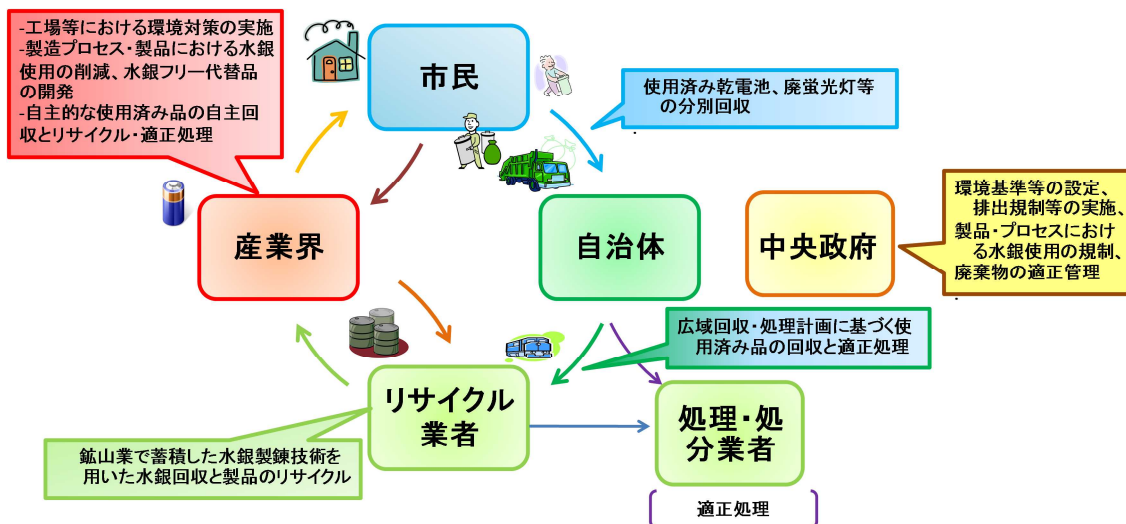 -工場等における環境対策の実施
-製造プロセス・製品における水銀
使用の削減、水銀フリー代替品
の開発
-自主的な使用済み品の自主回
収とリサイクル・適正処理
市民
使用済み乾電池、廃蛍光灯等
の分別回収
.
産業界
自治体
中央政府
環境基準等の設定、
排出規制等の実施、
製品・プロセスにおけ
る水銀使用の規制、
廃棄物の適正管理
.
広域回収・処理計画に基づく使
用済み品の回収と適正処理
リサイクル
業者
処理・処
分業者
鉱山業で蓄積した水銀製錬技術を
用いた水銀回収と製品のリサイクル
適正処理